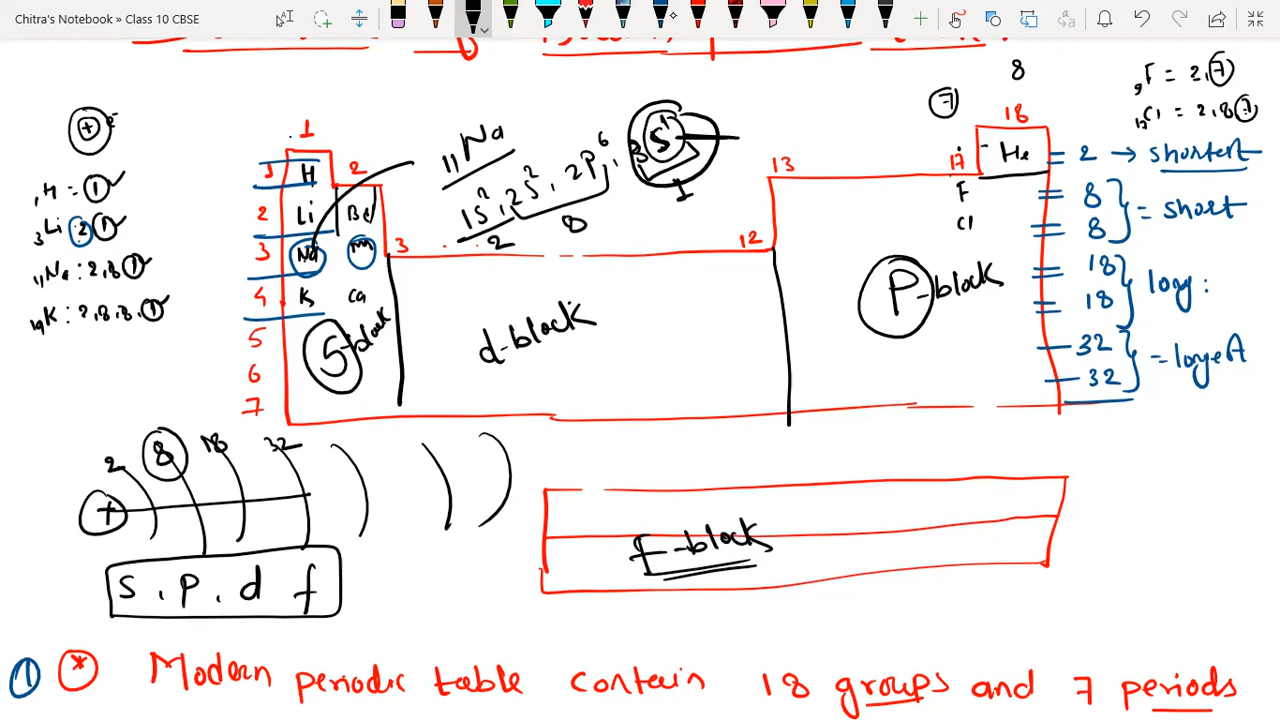 Chitra's Notebook » Class 10 CBSE
8
₉F = 2,7
₁₇Cl = 2,8,7
7
18
+ e⁻
1
1 H
2
₁₁Na
1s², 2s², 2p⁶, 3s¹
2 8 1
17 He
2 → shortest
₁H = 1
₃Li 2 1
₁₁Na : 2,8,1
₁₉K : 2,8,8,1
2 Li Be
3 Na
4 K Ca
5
6
7
S-block
3
12
13
d-block
F
Cl
P-block
8
8
= short
18
18
long :
32
32
2 8 18 32
+
s, p, d f
f-block
1 * Modern periodic table contain 18 groups and 7 periods